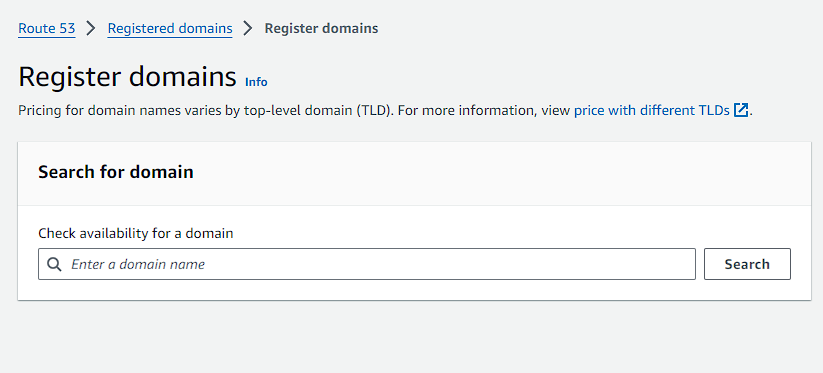 Route 53 > Registered domains > Register domains
Register domains Info
Pricing for domain names varies by top-level domain (TLD). For more information, view price with different TLDs.
Search for domain
Check availability for a domain
Enter a domain name Search